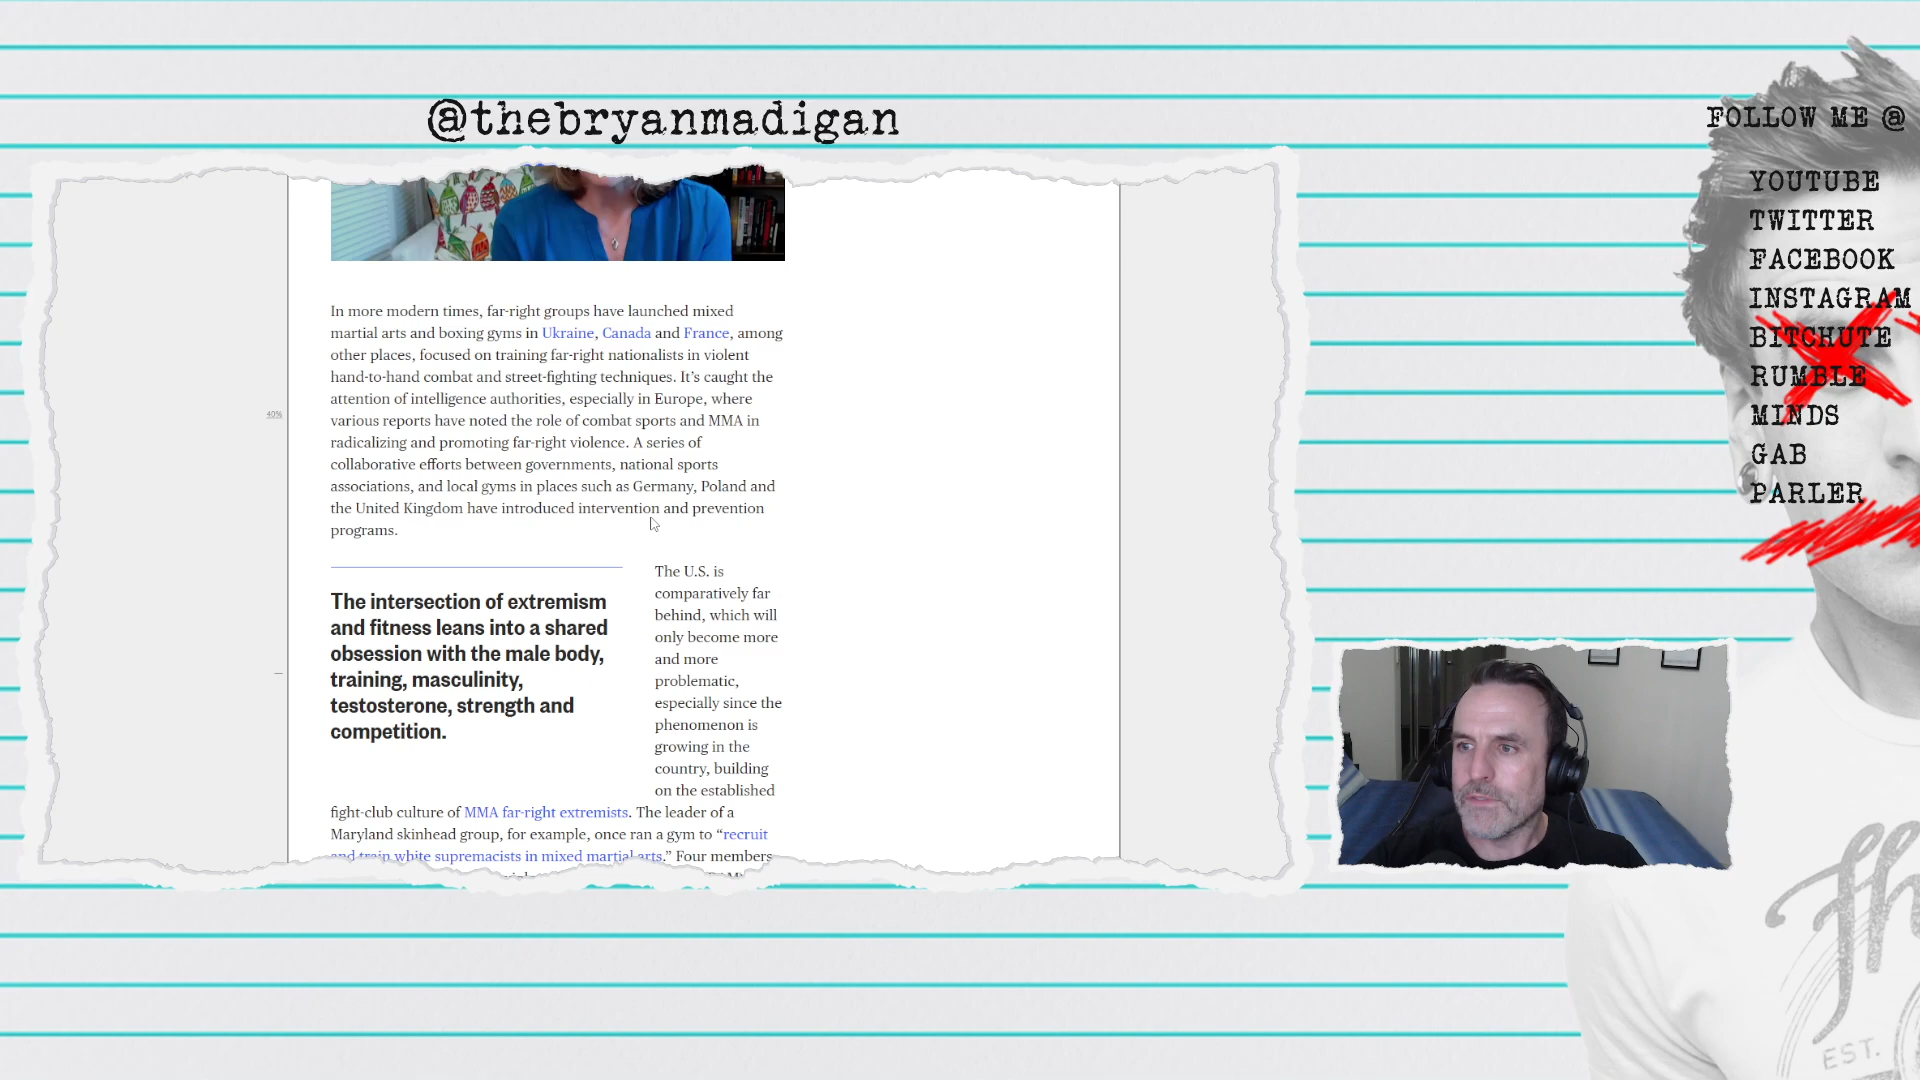 @thebryanmadigan
FOLLOW ME @
YOUTUBE
TWITTER
FACEBOOK
INSTAGRAM
BITCHUTE
RUMBLE
MINDS
GAB
PARLER
In more modern times, far-right groups have launched mixed
martial arts and boxing gyms in Ukraine, Canada and France, among
other places, focused on training far-right nationalists in violent
hand-to-hand combat and street-fighting techniques. It’s caught the
attention of intelligence authorities, especially in Europe, where
various reports have noted the role of combat sports and MMA in
radicalizing and promoting far-right violence. A series of
collaborative efforts between governments, national sports
associations, and local gyms in places such as Germany, Poland and
the United Kingdom have introduced intervention and prevention
programs.
40%
The intersection of extremism
and fitness leans into a shared
obsession with the male body,
training, masculinity,
testosterone, strength and
competition.
The U.S. is
comparatively far
behind, which will
only become more
and more
problematic,
especially since the
phenomenon is
growing in the
country, building
on the established
fight-club culture of MMA far-right extremists. The leader of a
Maryland skinhead group, for example, once ran a gym to “recruit
and train white supremacists in mixed martial arts.” Four members
EST.